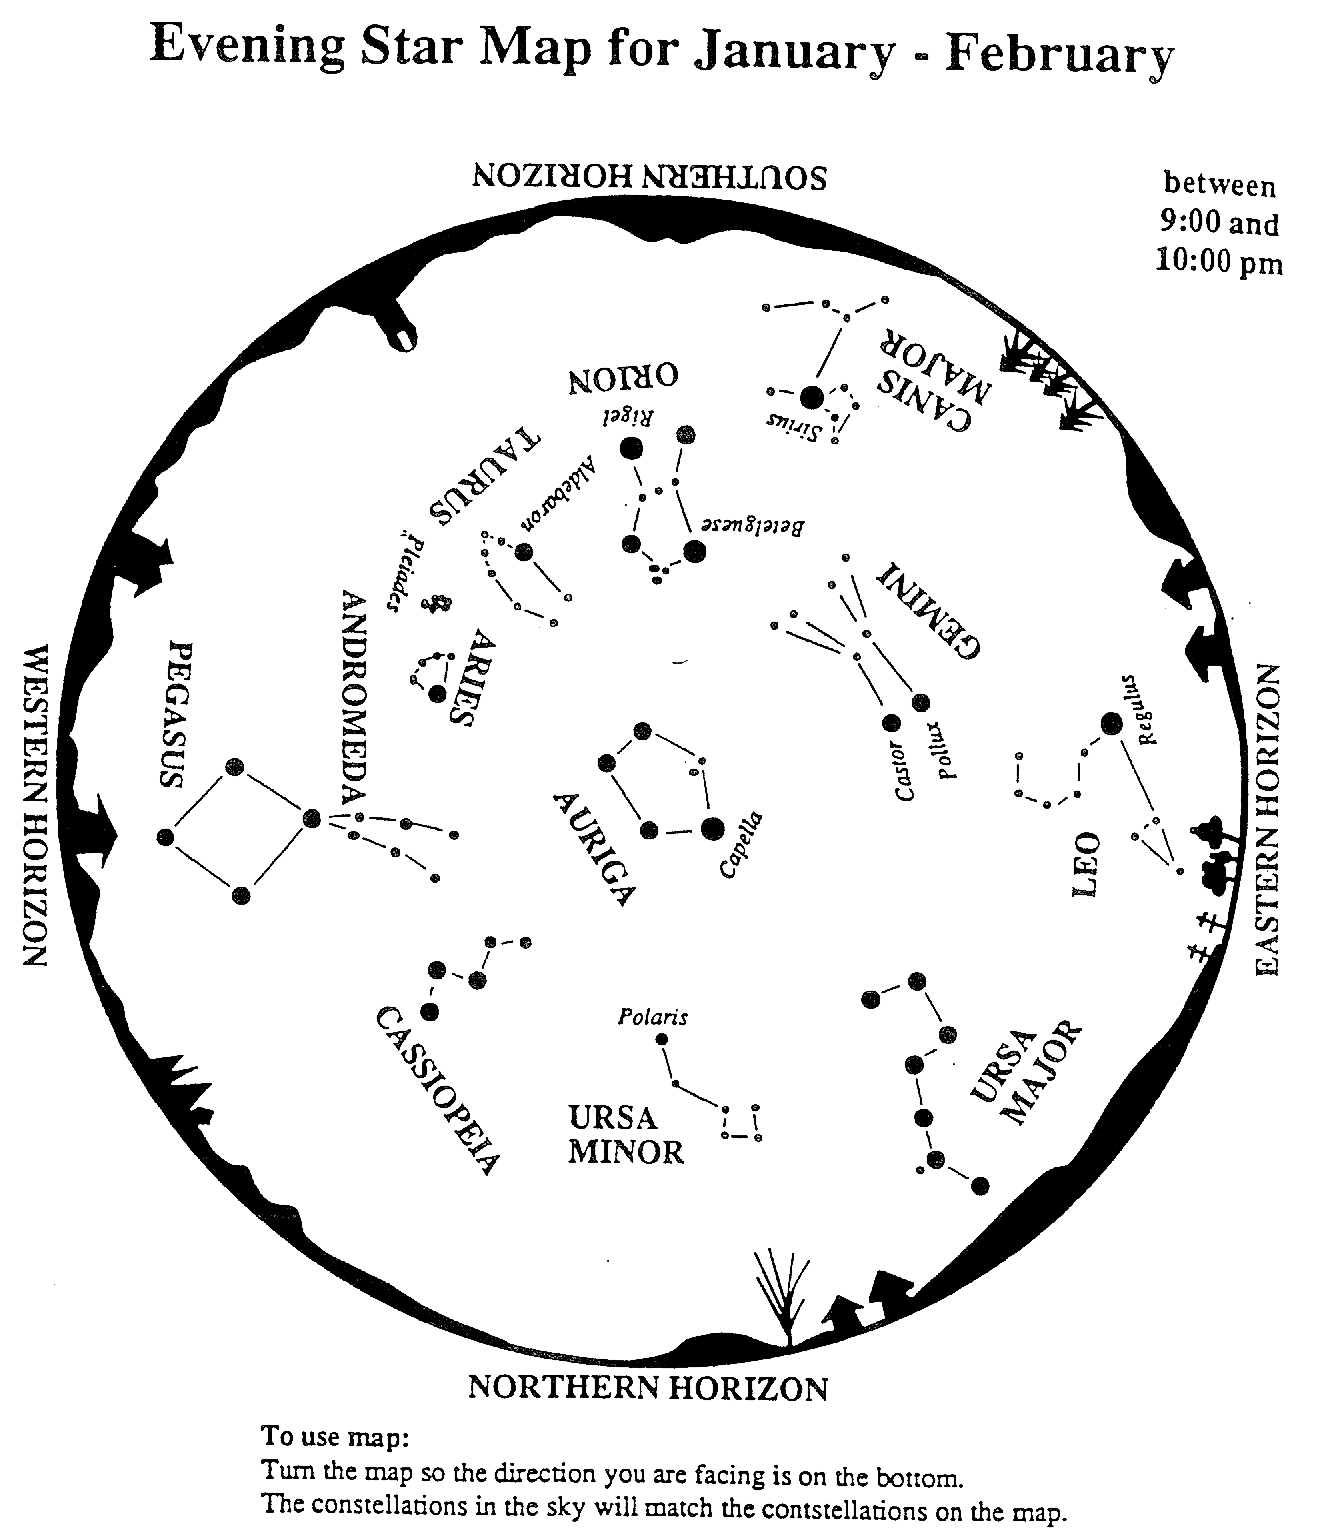 Evening Star Map for January - February
SOUTHERN HORIZON
between
9:00 and
10:00 pm
CANIS
MAJOR
Sirius
ORION
Rigel
Betelguese
TAURUS
Aldebaron
Pleiades
GEMINI
Castor
Pollux
ARIES
ANDROMEDA
PEGASUS
WESTERN HORIZON
EASTERN HORIZON
Regulus
LEO
AURIGA
Capella
CASSIOPEIA
Polaris
URSA
MINOR
URSA
MAJOR
NORTHERN HORIZON
To use map:
Turn the map so the direction you are facing is on the bottom.
The constellations in the sky will match the contstellations on the map.